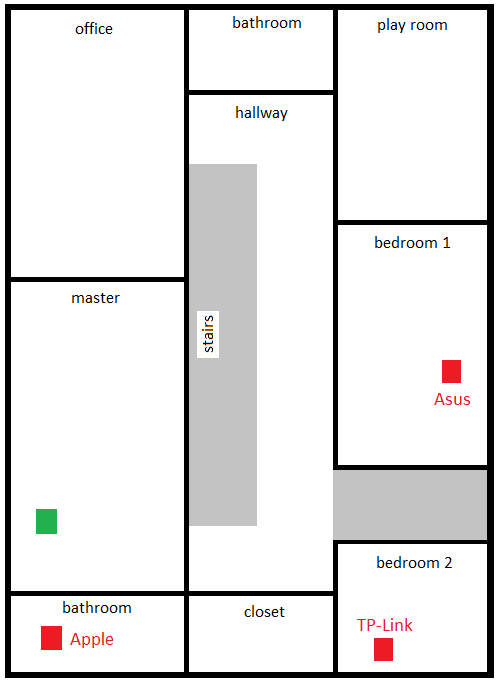 office
bathroom
play room
hallway
bedroom 1
master
stairs
Asus
bedroom 2
bathroom
closet
TP-Link
Apple